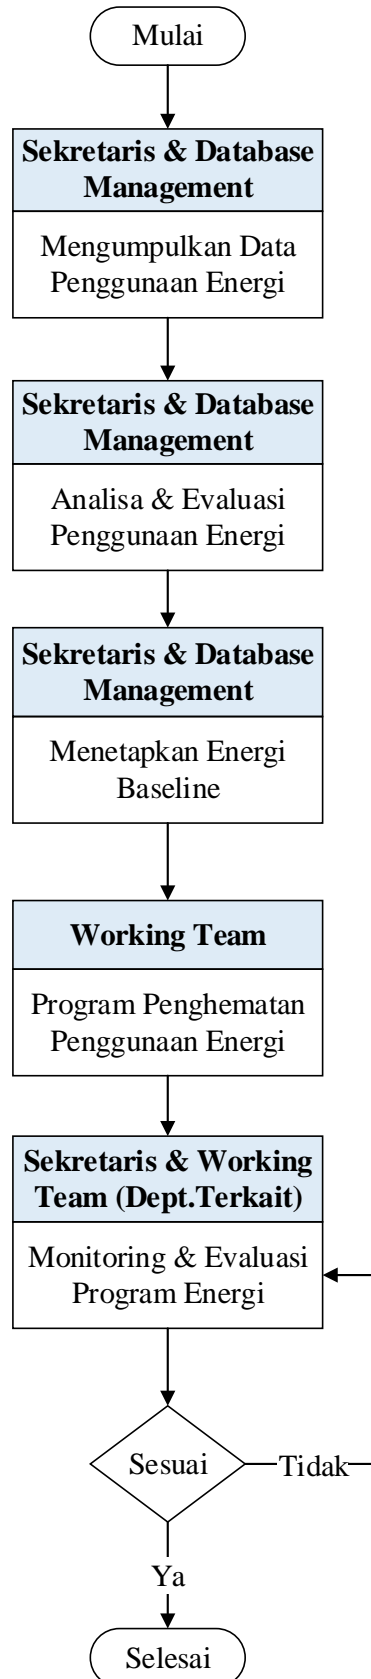 Mulai
Sekretaris & Database
Management
Mengumpulkan Data
Penggunaan Energi
Sekretaris & Database
Management
Analisa & Evaluasi
Penggunaan Energi
Sekretaris & Database
Management
Menetapkan Energi
Baseline
Working Team
Program Penghematan
Penggunaan Energi
Sekretaris & Working
Team (Dept.Terkait)
Monitoring & Evaluasi
Program Energi
Sesuai
Tidak
Ya
Selesai